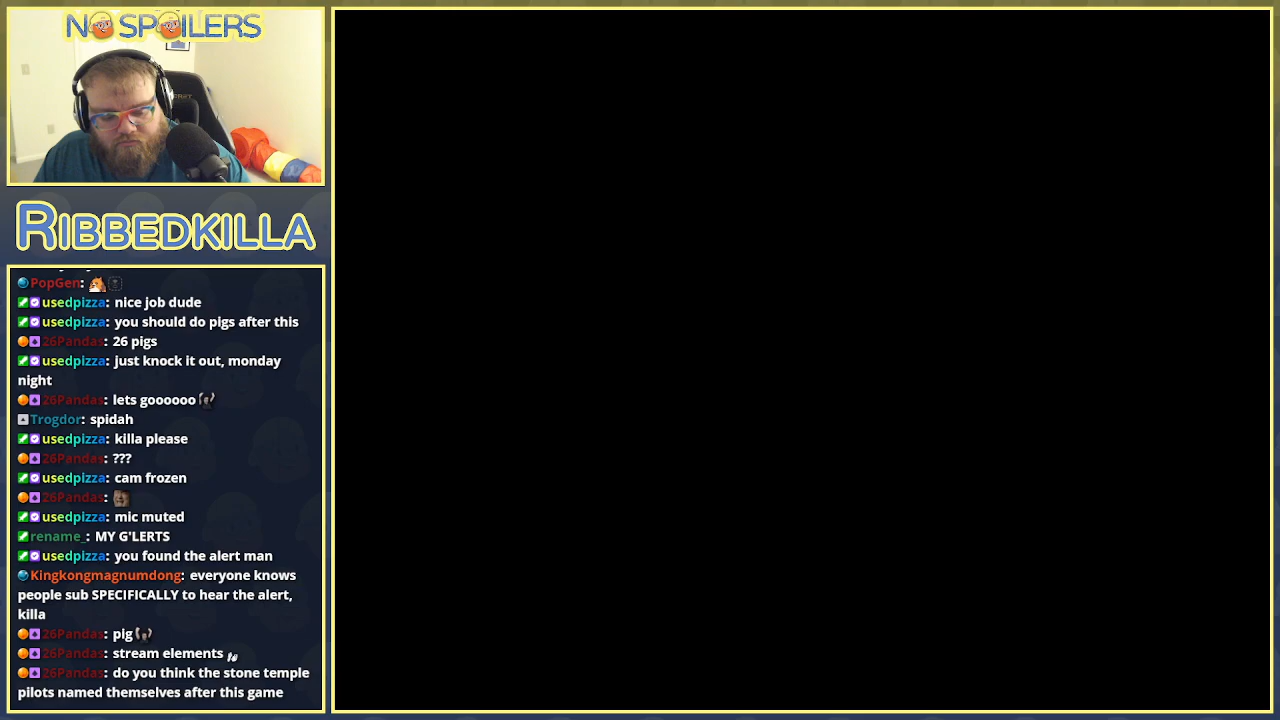 NO SPOILERS
RIBBEDKILLA
PopGen:
usedpizza: nice job dude
usedpizza: you should do pigs after this
26Pandas: 26 pigs
usedpizza: just knock it out, monday
night
26Pandas: lets goooooo
Trogdor: spidah
usedpizza: killa please
26Pandas: ???
usedpizza: cam frozen
26Pandas:
usedpizza: mic muted
rename_: MY G'LERTS
usedpizza: you found the alert man
Kingkongmagnumdong: everyone knows
people sub SPECIFICALLY to hear the alert,
killa
26Pandas: pig
26Pandas: stream elements
26Pandas: do you think the stone temple
pilots named themselves after this game